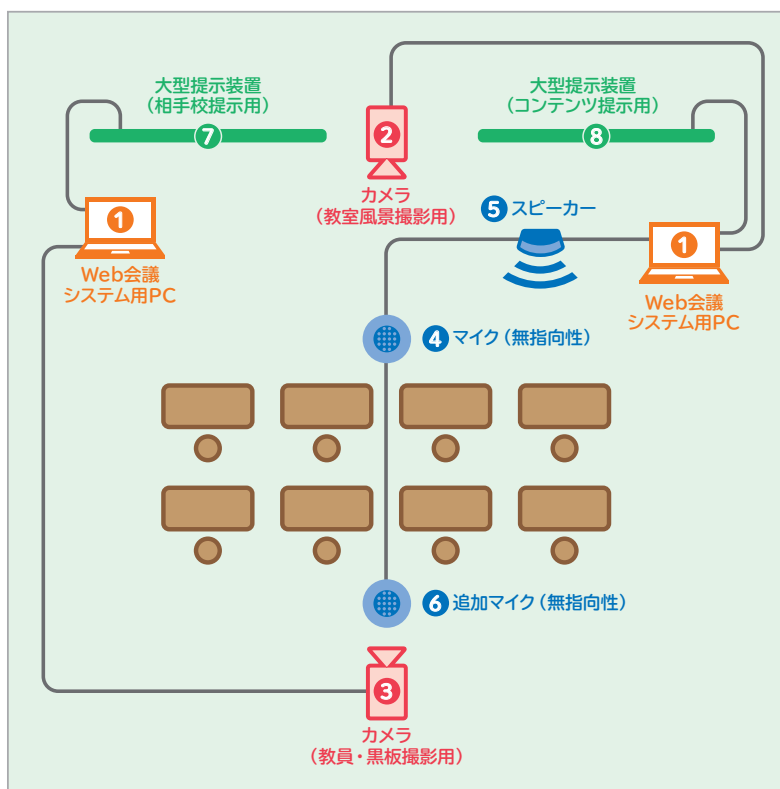 大型提示装置
（相手校提示用）
7
2
カメラ
（教室風景撮影用）
大型提示装置
（コンテンツ提示用）
8
1
Web会議
システム用PC
5 スピーカー
1
Web会議
システム用PC
4 マイク（無指向性）
6 追加マイク（無指向性）
3
カメラ
（教員・黒板撮影用）